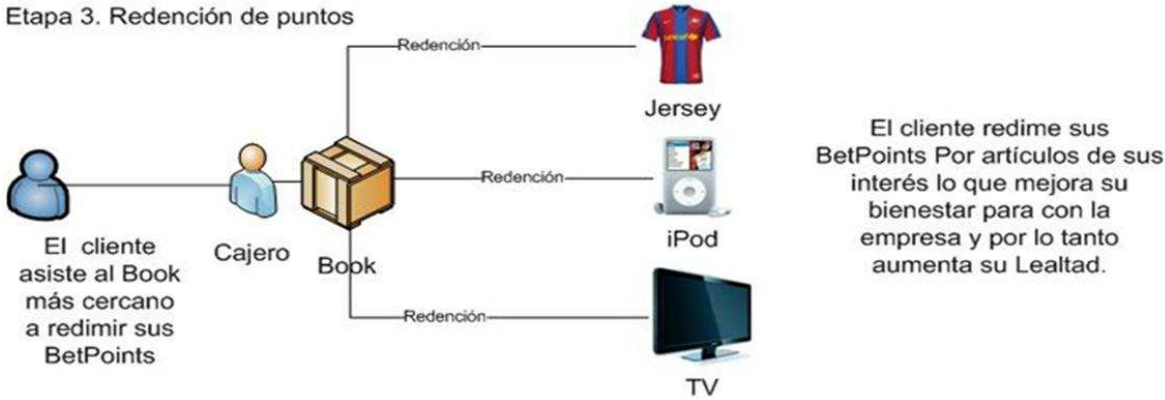 Etapa 3. Redención de puntos
Redención
unicef
Jersey
Redención
iPod
Redención
TV
Cajero
Book
El cliente
asiste al Book
más cercano
a redimir sus
BetPoints
El cliente redime sus
BetPoints Por artículos de sus
interés lo que mejora su
bienestar para con la
empresa y por lo tanto
aumenta su Lealtad.